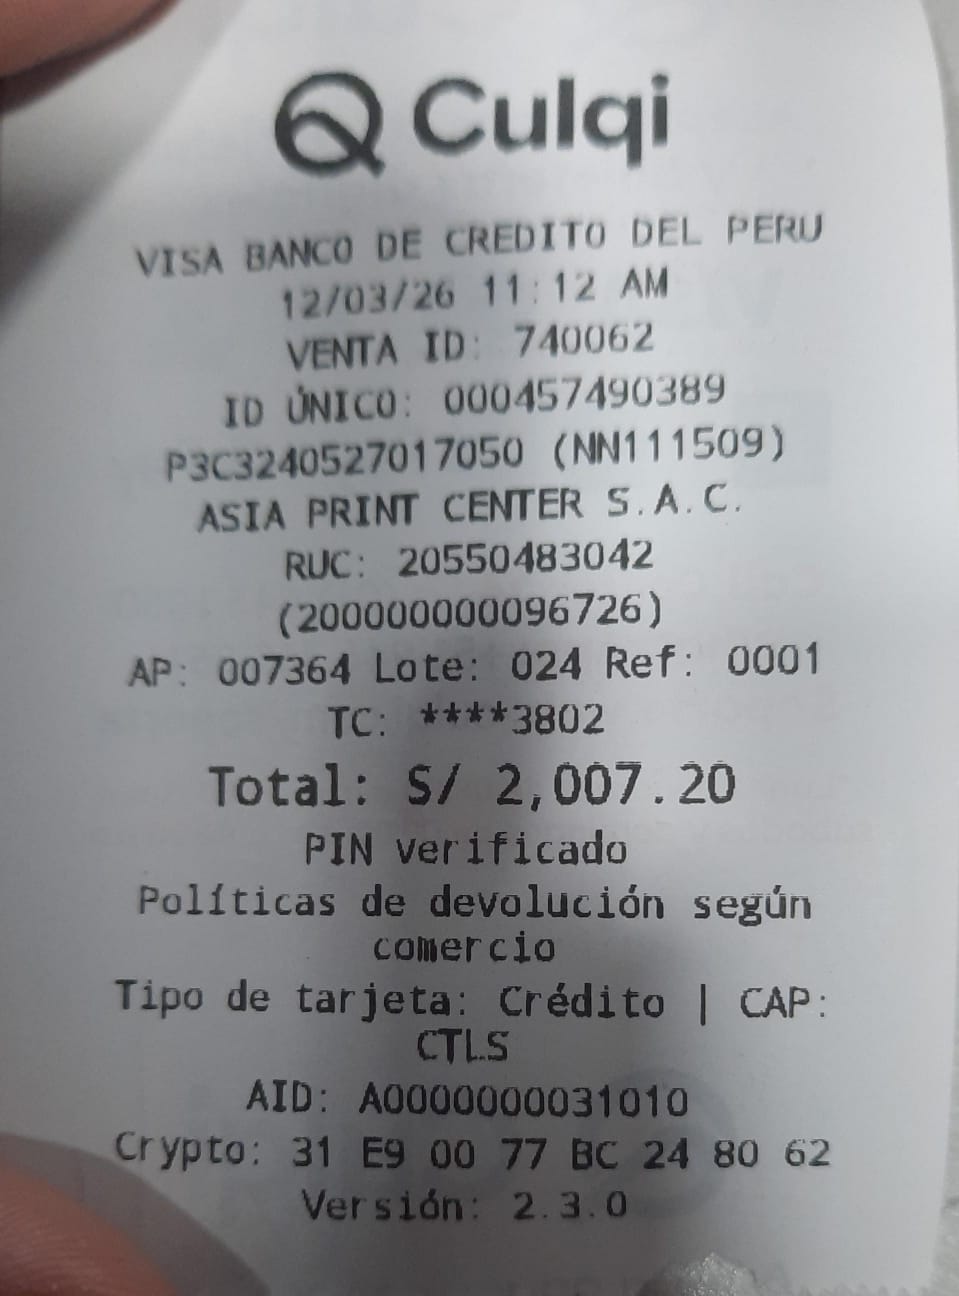 Culqi
VISA BANCO DE CREDITO DEL PERU
12/03/26 11:12 AM
VENTA ID: 740062
ID ÚNICO: 000457490389
P3C3240527017050 (NN111509)
ASIA PRINT CENTER S.A.C.
RUC: 20550483042
(200000000096726)
AP: 007364 Lote: 024 Ref: 0001
TC: ****3802
Total: S/ 2,007.20
PIN verificado
Políticas de devolución según
comercio
Tipo de tarjeta: Crédito | CAP:
CTLS
AID: A0000000031010
Crypto: 31 E9 00 77 BC 24 80 62
Versión: 2.3.0